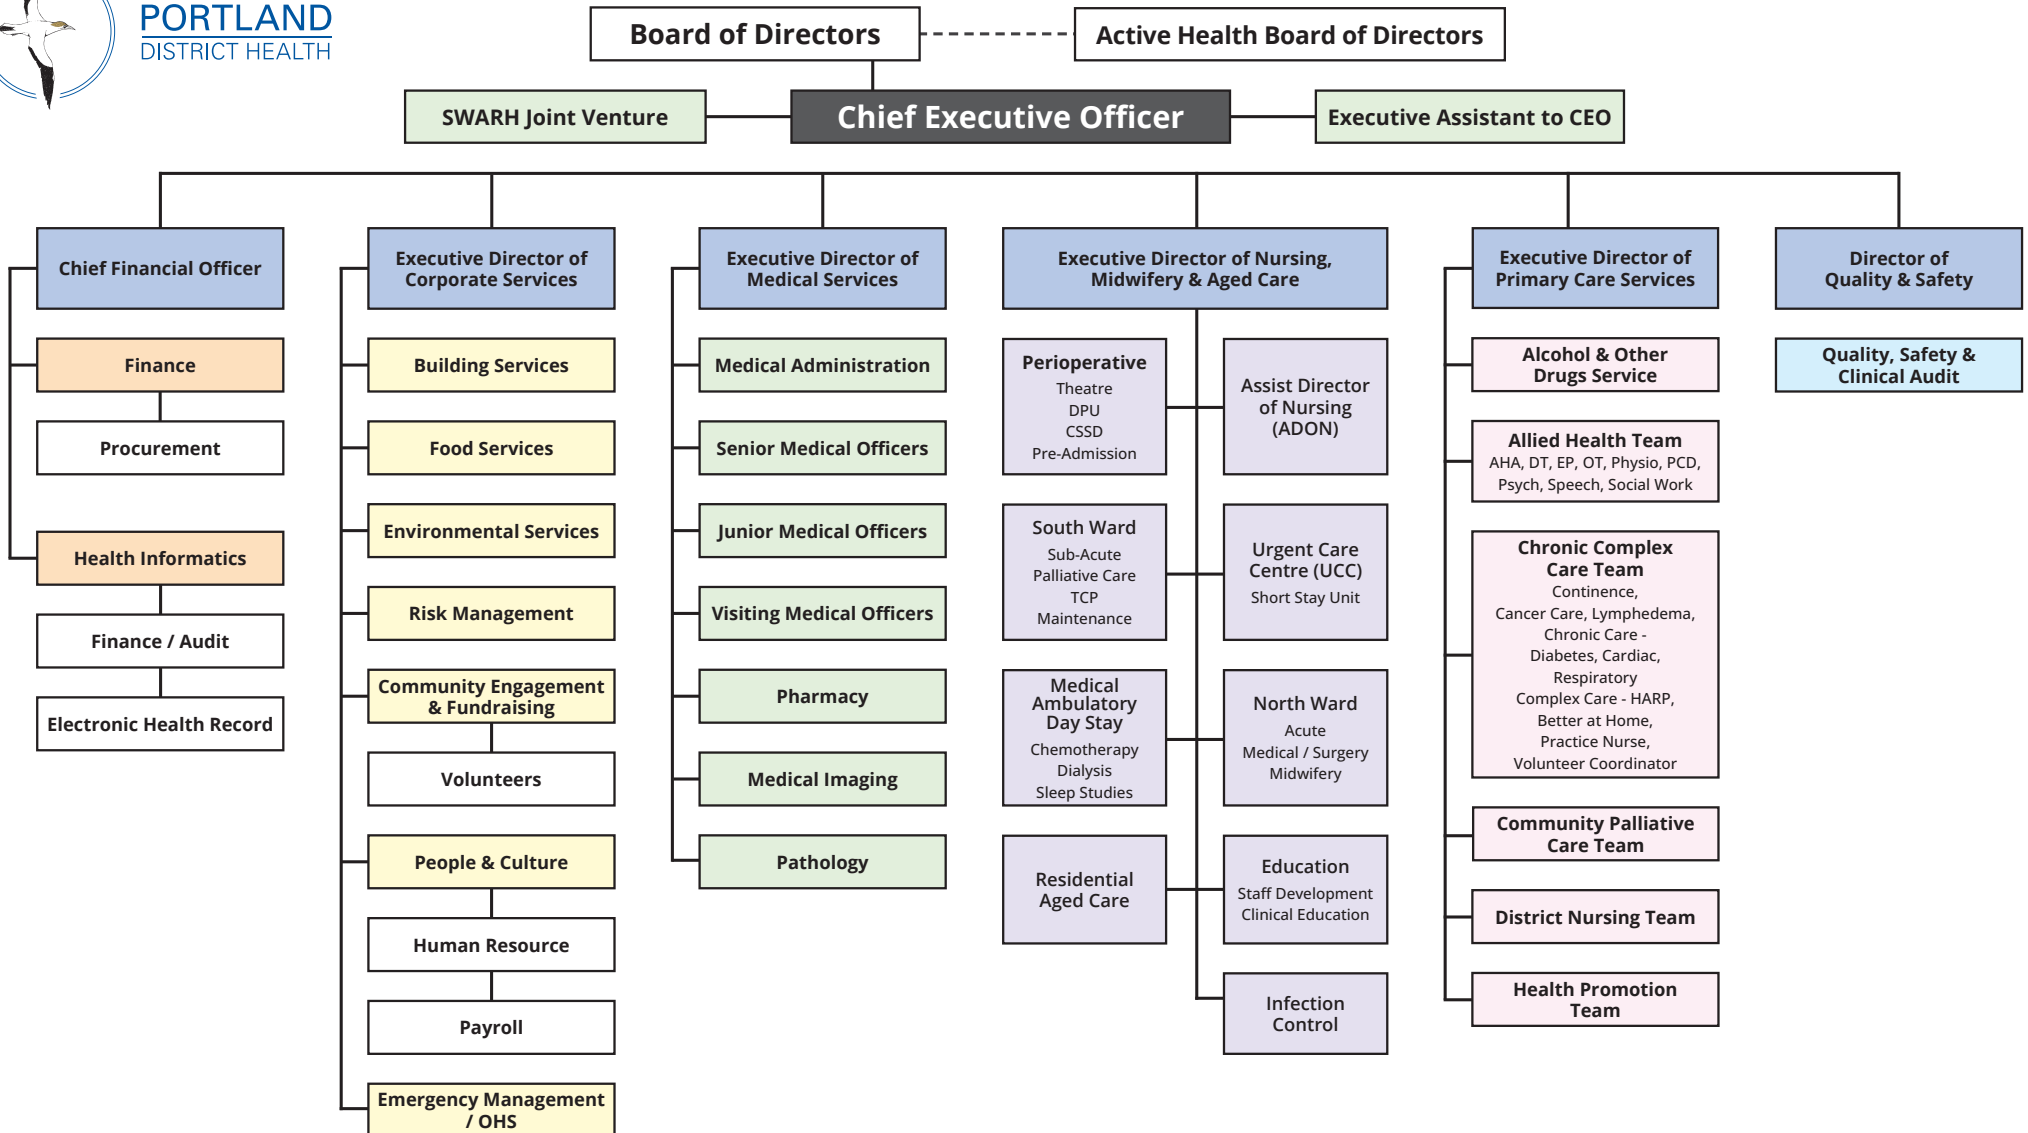 PORTLAND
DISTRICT HEALTH
Board of Directors
Active Health Board of Directors
SWARH Joint Venture
Chief Executive Officer
Executive Assistant to CEO
Chief Financial Officer
Finance
Procurement
Health Informatics
Finance / Audit
Electronic Health Record
Executive Director of
Corporate Services
Building Services
Food Services
Environmental Services
Risk Management
Community Engagement
& Fundraising
Volunteers
People & Culture
Human Resource
Payroll
Emergency Management
/ OHS
Executive Director of
Medical Services
Medical Administration
Senior Medical Officers
Junior Medical Officers
Visiting Medical Officers
Pharmacy
Medical Imaging
Pathology
Executive Director of Nursing,
Midwifery & Aged Care
Perioperative
Theatre
DPU
CSSD
Pre-Admission
Assist Director
of Nursing
(ADON)
South Ward
Sub-Acute
Palliative Care
TCP
Maintenance
Urgent Care
Centre (UCC)
Short Stay Unit
Medical
Ambulatory
Day Stay
Chemotherapy
Dialysis
Sleep Studies
North Ward
Acute
Medical / Surgery
Midwifery
Residential
Aged Care
Education
Staff Development
Clinical Education
Infection
Control
Executive Director of
Primary Care Services
Alcohol & Other
Drugs Service
Allied Health Team
AHA, DT, EP, OT, Physio, PCD,
Psych, Speech, Social Work
Chronic Complex
Care Team
Continence,
Cancer Care, Lymphedema,
Chronic Care -
Diabetes, Cardiac,
Respiratory
Complex Care - HARP,
Better at Home,
Practice Nurse,
Volunteer Coordinator
Community Palliative
Care Team
District Nursing Team
Health Promotion
Team
Director of
Quality & Safety
Quality, Safety &
Clinical Audit